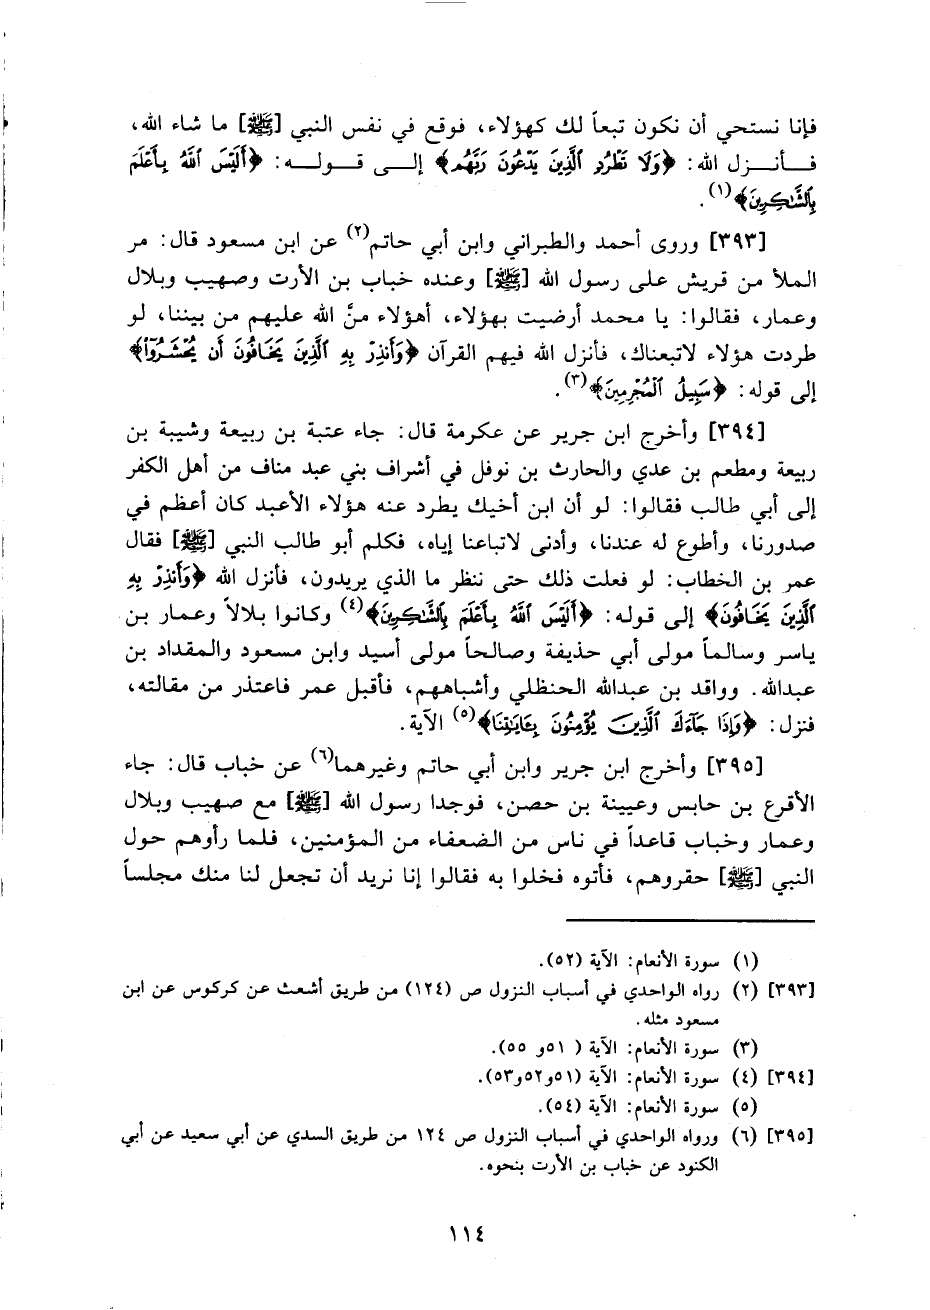 فإنا نستحي أن نكون تبعاً لك كهؤلاء، فوقع في نفس النبي [ﷺ] ما شاء الله،
فـأنـزل الله: ﴿وَلَا تَطْرُدِ ٱلَّذِينَ يَدْعُونَ رَبَّهُم﴾ إلـى قـولـه: ﴿أَلَيْسَ ٱللَّهُ بِأَعْلَمَ
بِٱلشَّٰكِرِينَ﴾(١).
[٣٩٣] وروى أحمد والطبراني وابن أبي حاتم(٢) عن ابن مسعود قال: مر
الملأ من قريش على رسول الله [ﷺ] وعنده خباب بن الأرت وصهيب وبلال
وعمار، فقالوا: يا محمد أرضيت بهؤلاء، أهؤلاء منَّ الله عليهم من بيننا، لو
طردت هؤلاء لاتبعناك، فأنزل الله فيهم القرآن ﴿وَأَنذِرْ بِهِ ٱلَّذِينَ يَخَافُونَ أَن يُحْشَرُوٓا۟﴾
إلى قوله: ﴿سَبِيلُ ٱلْمُجْرِمِينَ﴾(٣).
[٣٩٤] وأخرج ابن جرير عن عكرمة قال: جاء عتبة بن ربيعة وشيبة بن
ربيعة ومطعم بن عدي والحارث بن نوفل في أشراف بني عبد مناف من أهل الكفر
إلى أبي طالب فقالوا: لو أن ابن أخيك يطرد عنه هؤلاء الأعبد كان أعظم في
صدورنا، وأطوع له عندنا، وأدنى لاتباعنا إياه، فكلم أبو طالب النبي [ﷺ] فقال
عمر بن الخطاب: لو فعلت ذلك حتى ننظر ما الذي يريدون، فأنزل الله ﴿وَأَنذِرْ بِهِ
ٱلَّذِينَ يَخَافُونَ﴾ إلى قوله: ﴿أَلَيْسَ ٱللَّهُ بِأَعْلَمَ بِٱلشَّٰكِرِينَ﴾(٤) وكانوا بلالاً وعمار بن
ياسر وسالماً مولى أبي حذيفة وصالحاً مولى أسيد وابن مسعود والمقداد بن
عبدالله. وواقد بن عبدالله الحنظلي وأشباههم، فأقبل عمر فاعتذر من مقالته،
فنزل: ﴿وَإِذَا جَآءَكَ ٱلَّذِينَ يُؤْمِنُونَ بِـَٔايَٰتِنَا﴾(٥) الآية.
[٣٩٥] وأخرج ابن جرير وابن أبي حاتم وغيرهما(٦) عن خباب قال: جاء
الأقرع بن حابس وعيينة بن حصن، فوجدا رسول الله [ﷺ] مع صهيب وبلال
وعمار وخباب قاعداً في ناس من الضعفاء من المؤمنين، فلما رأوهم حول
النبي [ﷺ] حقروهم، فأتوه فخلوا به فقالوا إنا نريد أن تجعل لنا منك مجلساً
(١) سورة الأنعام: الآية (٥٢).
[٣٩٣] (٢) رواه الواحدي في أسباب النزول ص (١٢٤) من طريق أشعث عن كركوس عن ابن
مسعود مثله.
(٣) سورة الأنعام: الآية ( ٥١و ٥٥).
[٣٩٤] (٤) سورة الأنعام: الآية (٥١و٥٢و٥٣).
(٥) سورة الأنعام: الآية (٥٤).
[٣٩٥] (٦) ورواه الواحدي في أسباب النزول ص ١٢٤ من طريق السدي عن أبي سعيد عن أبي
الكنود عن خباب بن الأرت بنحوه.
١١٤